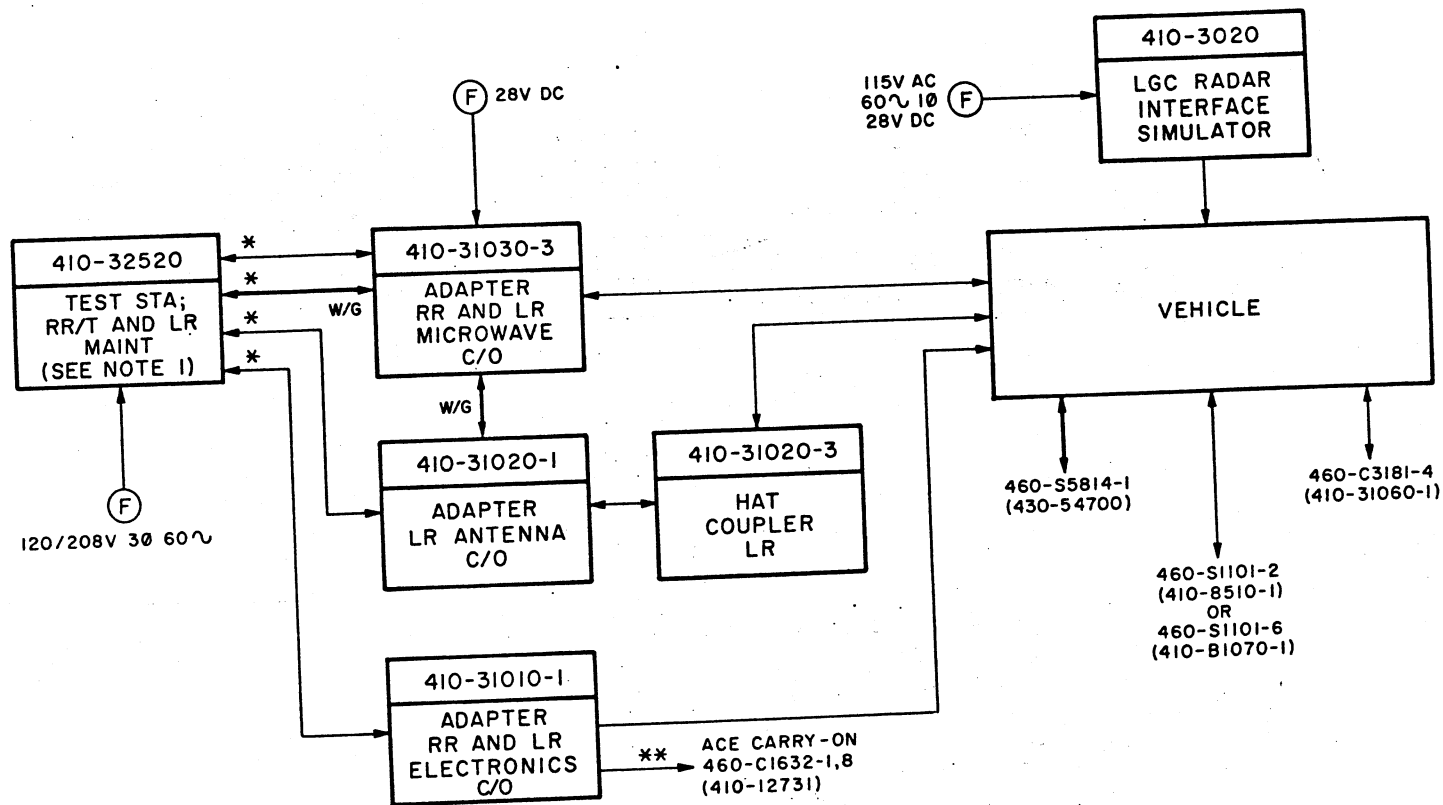 410-3020
LGC RADAR
INTERFACE
SIMULATOR
115V AC
60∿ 1Ø
28V DC
F
F
28V DC
410-32520
TEST STA;
RR/T AND LR
MAINT
(SEE NOTE 1)
*
*
W/G
*
*
410-31030-3
ADAPTER
RR AND LR
MICROWAVE
C/O
VEHICLE
W/G
F
120/208V 3Ø 60∿
410-31020-1
ADAPTER
LR ANTENNA
C/O
410-31020-3
HAT
COUPLER
LR
460-S5814-1
(430-54700)
460-S1101-2
(410-8510-1)
OR
460-S1101-6
(410-B1070-1)
460-C3181-4
(410-31060-1)
410-31010-1
ADAPTER
RR AND LR
ELECTRONICS
C/O
**
ACE CARRY-ON
460-C1632-1,8
(410-12731)